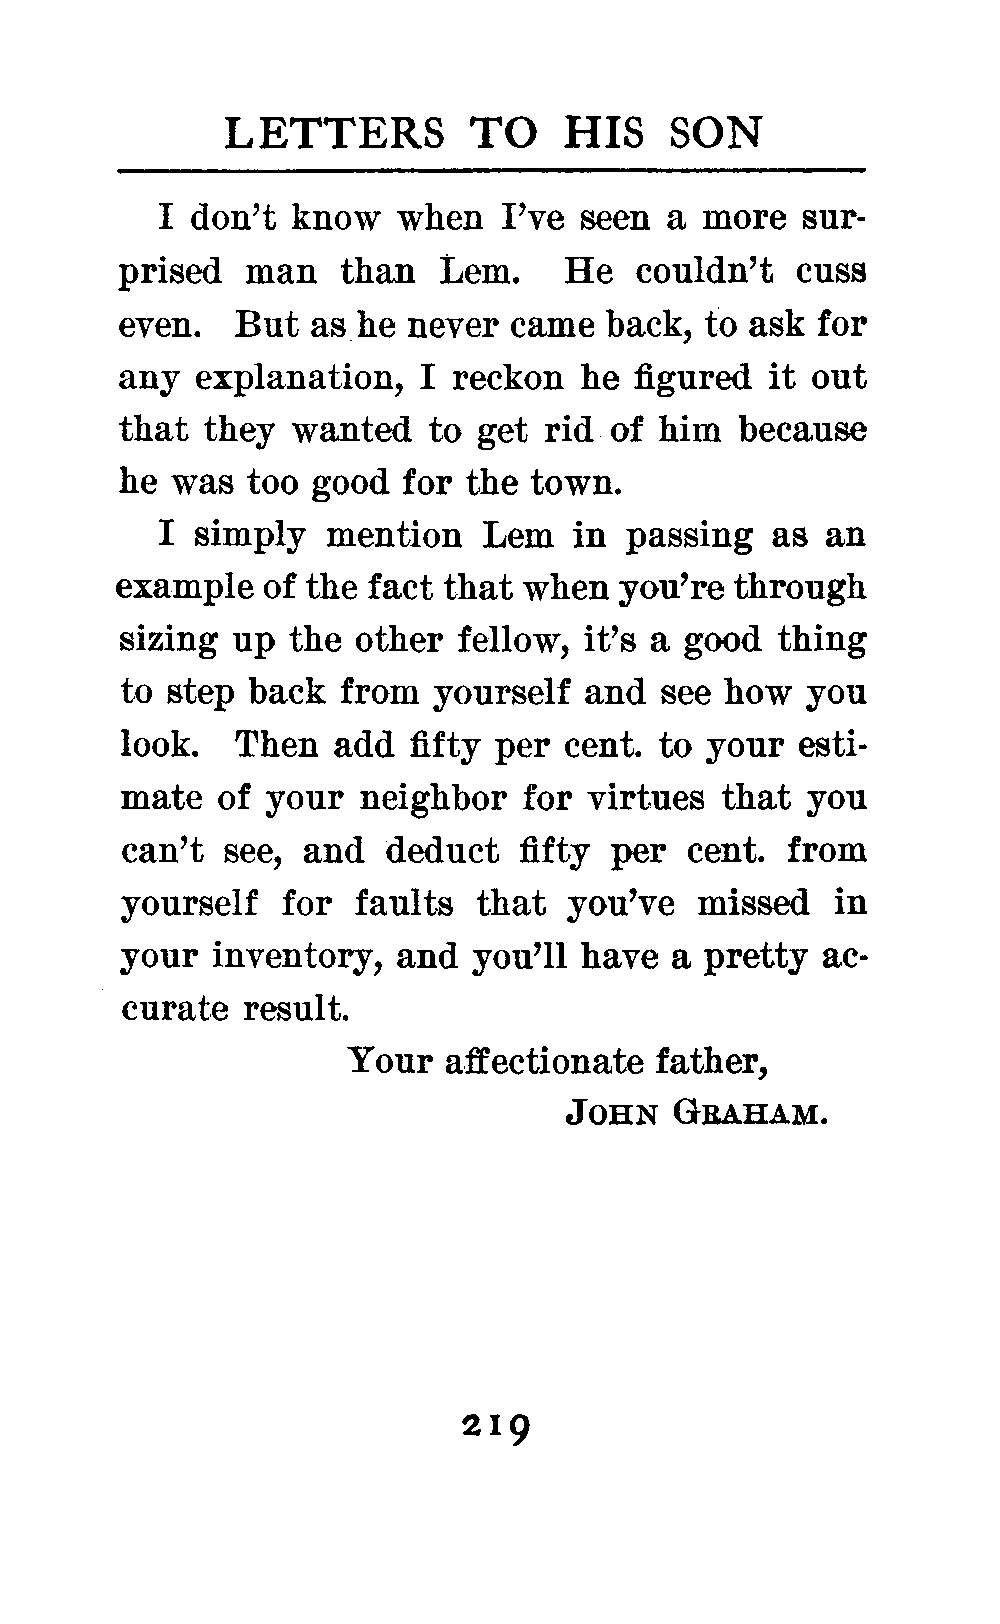 LETTERS TO HIS SON
I don’t know when I’ve seen a more sur-
prised man than Lem. He couldn’t cuss
even. But as he never came back, to ask for
any explanation, I reckon he figured it out
that they wanted to get rid of him because
he was too good for the town.
I simply mention Lem in passing as an
example of the fact that when you’re through
sizing up the other fellow, it’s a good thing
to step back from yourself and see how you
look. Then add fifty per cent. to your esti-
mate of your neighbor for virtues that you
can’t see, and deduct fifty per cent. from
yourself for faults that you’ve missed in
your inventory, and you’ll have a pretty ac-
curate result.
Your affectionate father,
JOHN GRAHAM.
219